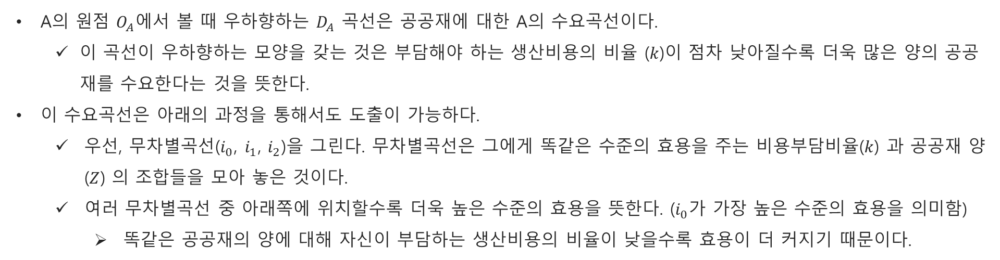 • A의 원점 O_A에서 볼 때 우하향하는 D_A 곡선은 공공재에 대한 A의 수요곡선이다.
✓ 이 곡선이 우하향하는 모양을 갖는 것은 부담해야 하는 생산비용의 비율 (k)이 점차 낮아질수록 더욱 많은 양의 공공
재를 수요한다는 것을 뜻한다.
• 이 수요곡선은 아래의 과정을 통해서도 도출이 가능하다.
✓ 우선, 무차별곡선(i_0, i_1, i_2)을 그린다. 무차별곡선은 그에게 똑같은 수준의 효용을 주는 비용부담비율(k) 과 공공재 양
(Z) 의 조합들을 모아 놓은 것이다.
✓ 여러 무차별곡선 중 아래쪽에 위치할수록 더욱 높은 수준의 효용을 뜻한다. (i_0가 가장 높은 수준의 효용을 의미함)
➢ 똑같은 공공재의 양에 대해 자신이 부담하는 생산비용의 비율이 낮을수록 효용이 더 커지기 때문이다.